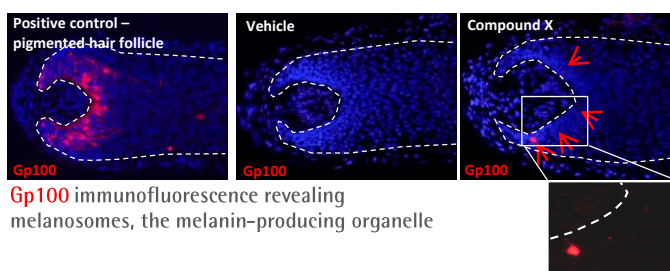 Positive control –
pigmented hair follicle
Gp100
Vehicle
Gp100
Compound X
Gp100
Gp100 immunofluorescence revealing
melanosomes, the melanin-producing organelle